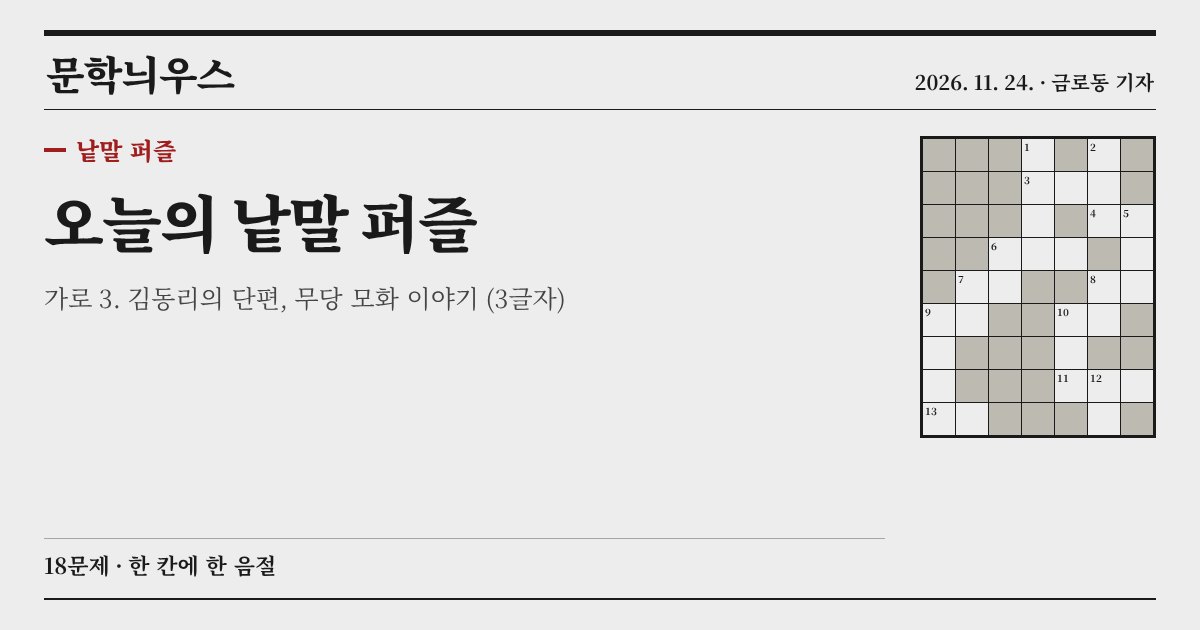 문학늬우스
2026. 11. 24. · 금로동 기자
낱말 퍼즐
오늘의 낱말 퍼즐
가로 3. 김동리의 단편, 무당 모화 이야기 (3글자)
1 2
3
4 5
6
7 8
9 10
11 12
13
18문제 · 한 칸에 한 음절